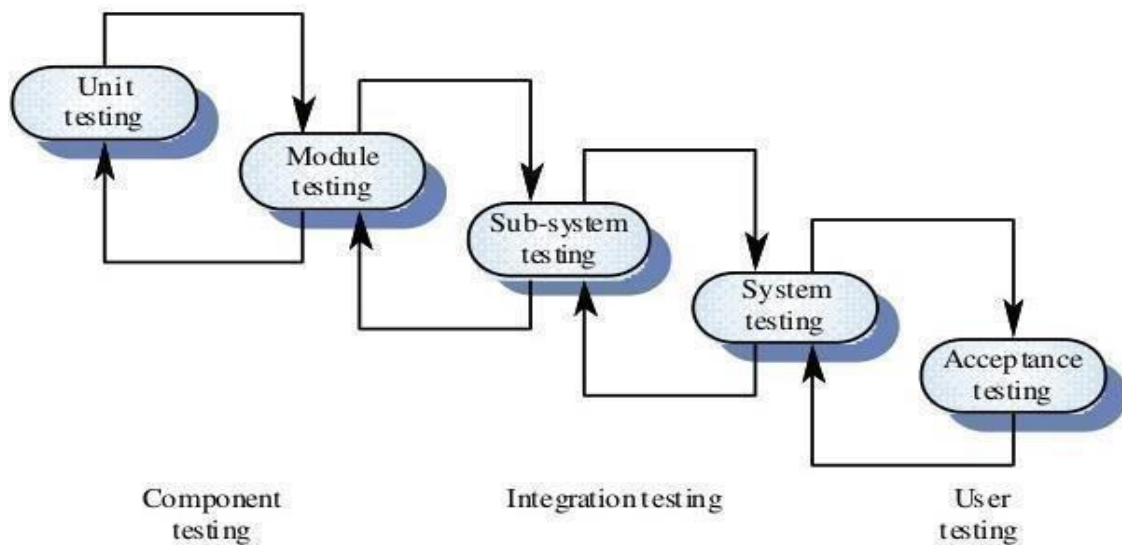 Unit
testing
Module
testing
Sub-system
testing
System
testing
Acceptance
testing
Component
testing
Integration testing
User
testing